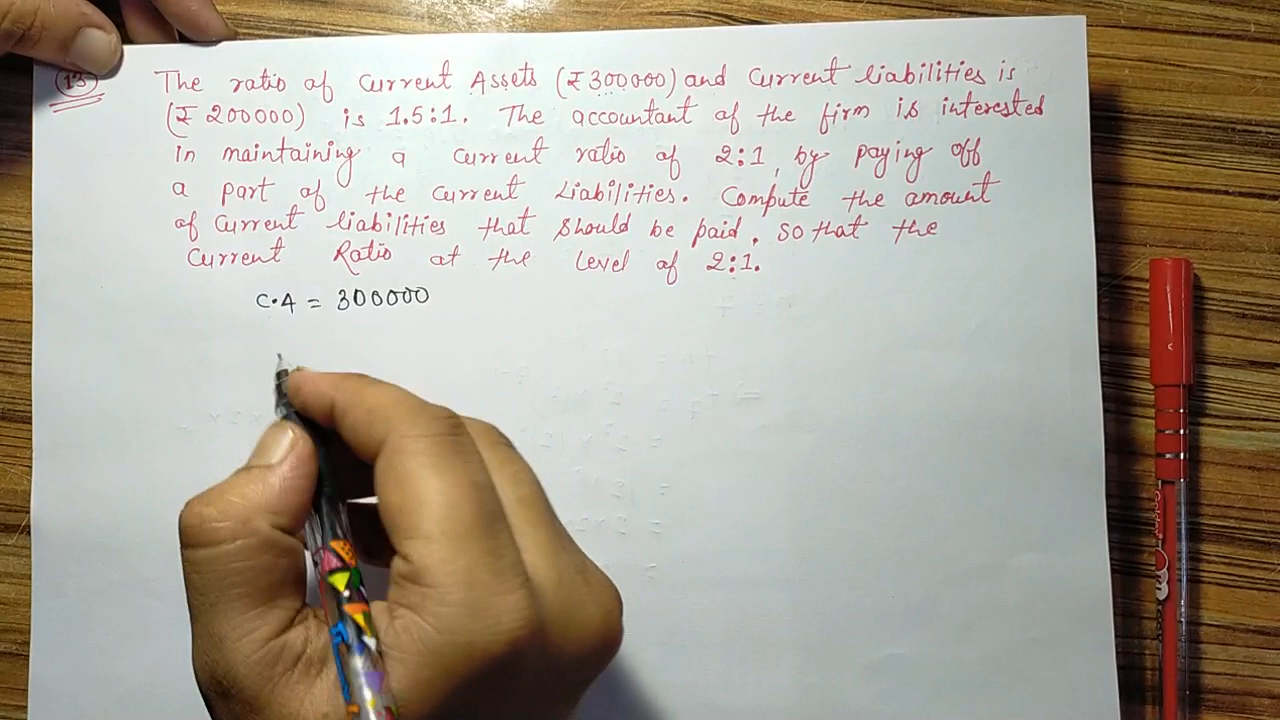 13 The ratio of Current Assets (₹ 300000) and Current liabilities is
(₹ 200000) is 1.5:1. The accountant of the firm is interested
in maintaining a current ratio of 2:1, by paying off
a part of the Current Liabilities. Compute the amount
of Current liabilities that should be paid, so that the
Current Ratio at the level of 2:1.
C.A = 300000